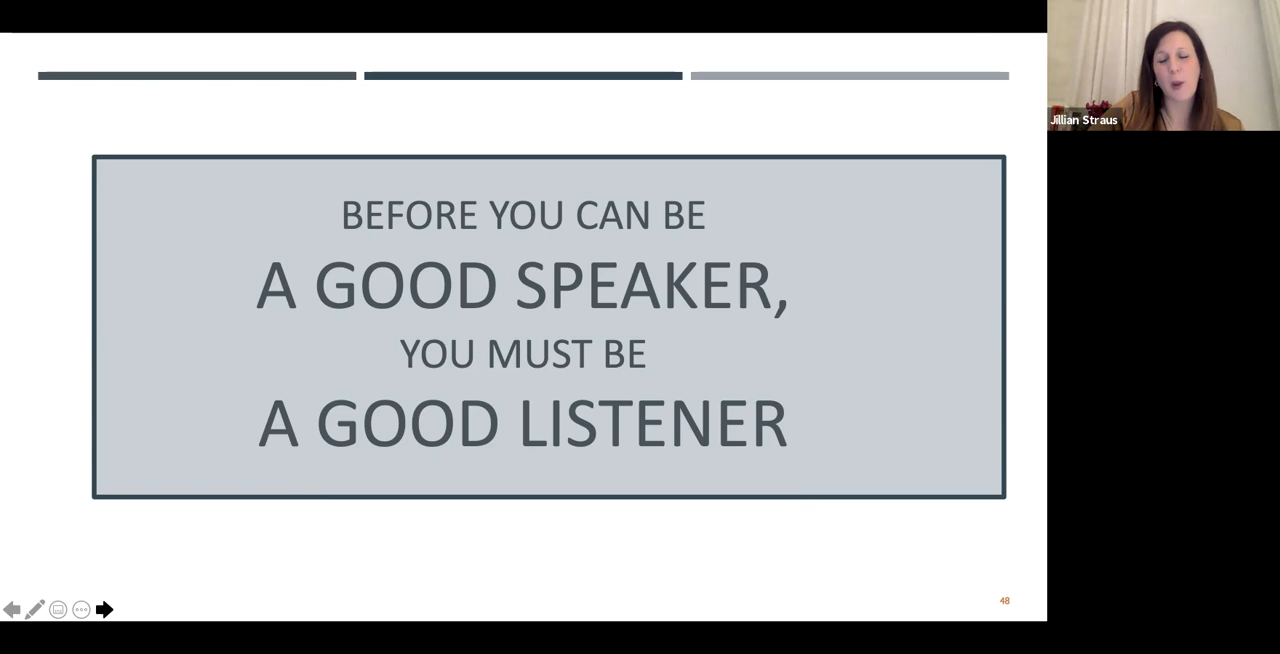 BEFORE YOU CAN BE
A GOOD SPEAKER,
YOU MUST BE
A GOOD LISTENER
48
Jillian Straus